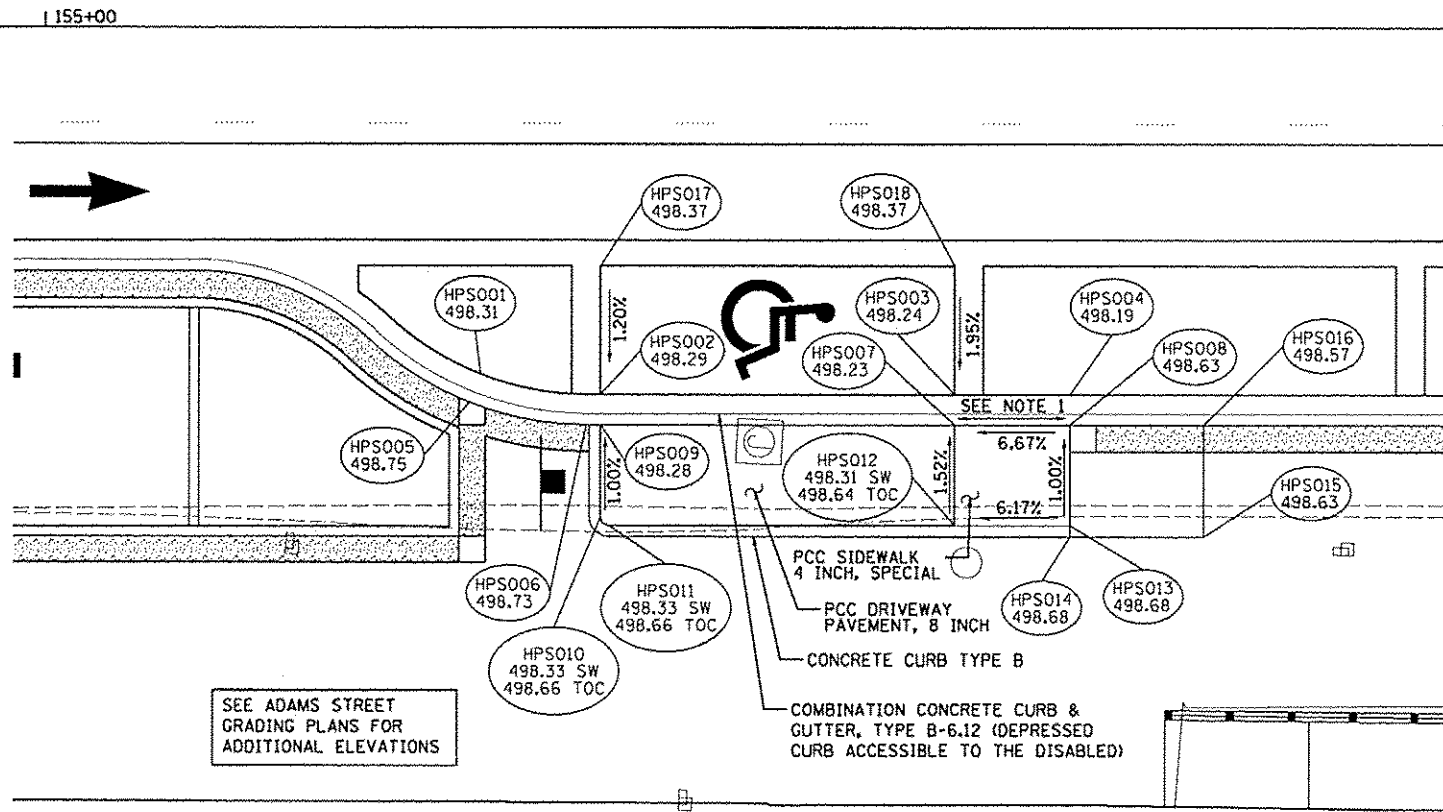 155+00
HPS017
498.37
HPS018
498.37
HPS001
498.31
1.20%
HPS002
498.29
HPS003
498.24
1.95%
HPS004
498.19
HPS007
498.23
HPS008
498.63
HPS016
498.57
SEE NOTE 1
HPS005
498.75
1.00%
HPS009
498.28
HPS012
498.31 SW
498.64 TOC
1.52%
6.67%
1.00%
6.17%
HPS015
498.63
HPS006
498.73
HPS011
498.33 SW
498.66 TOC
HPS010
498.33 SW
498.66 TOC
PCC SIDEWALK
4 INCH, SPECIAL
PCC DRIVEWAY
PAVEMENT, 8 INCH
HPS014
498.68
HPS013
498.68
CONCRETE CURB TYPE B
COMBINATION CONCRETE CURB &
GUTTER, TYPE B-6.12 (DEPRESSED
CURB ACCESSIBLE TO THE DISABLED)
SEE ADAMS STREET
GRADING PLANS FOR
ADDITIONAL ELEVATIONS